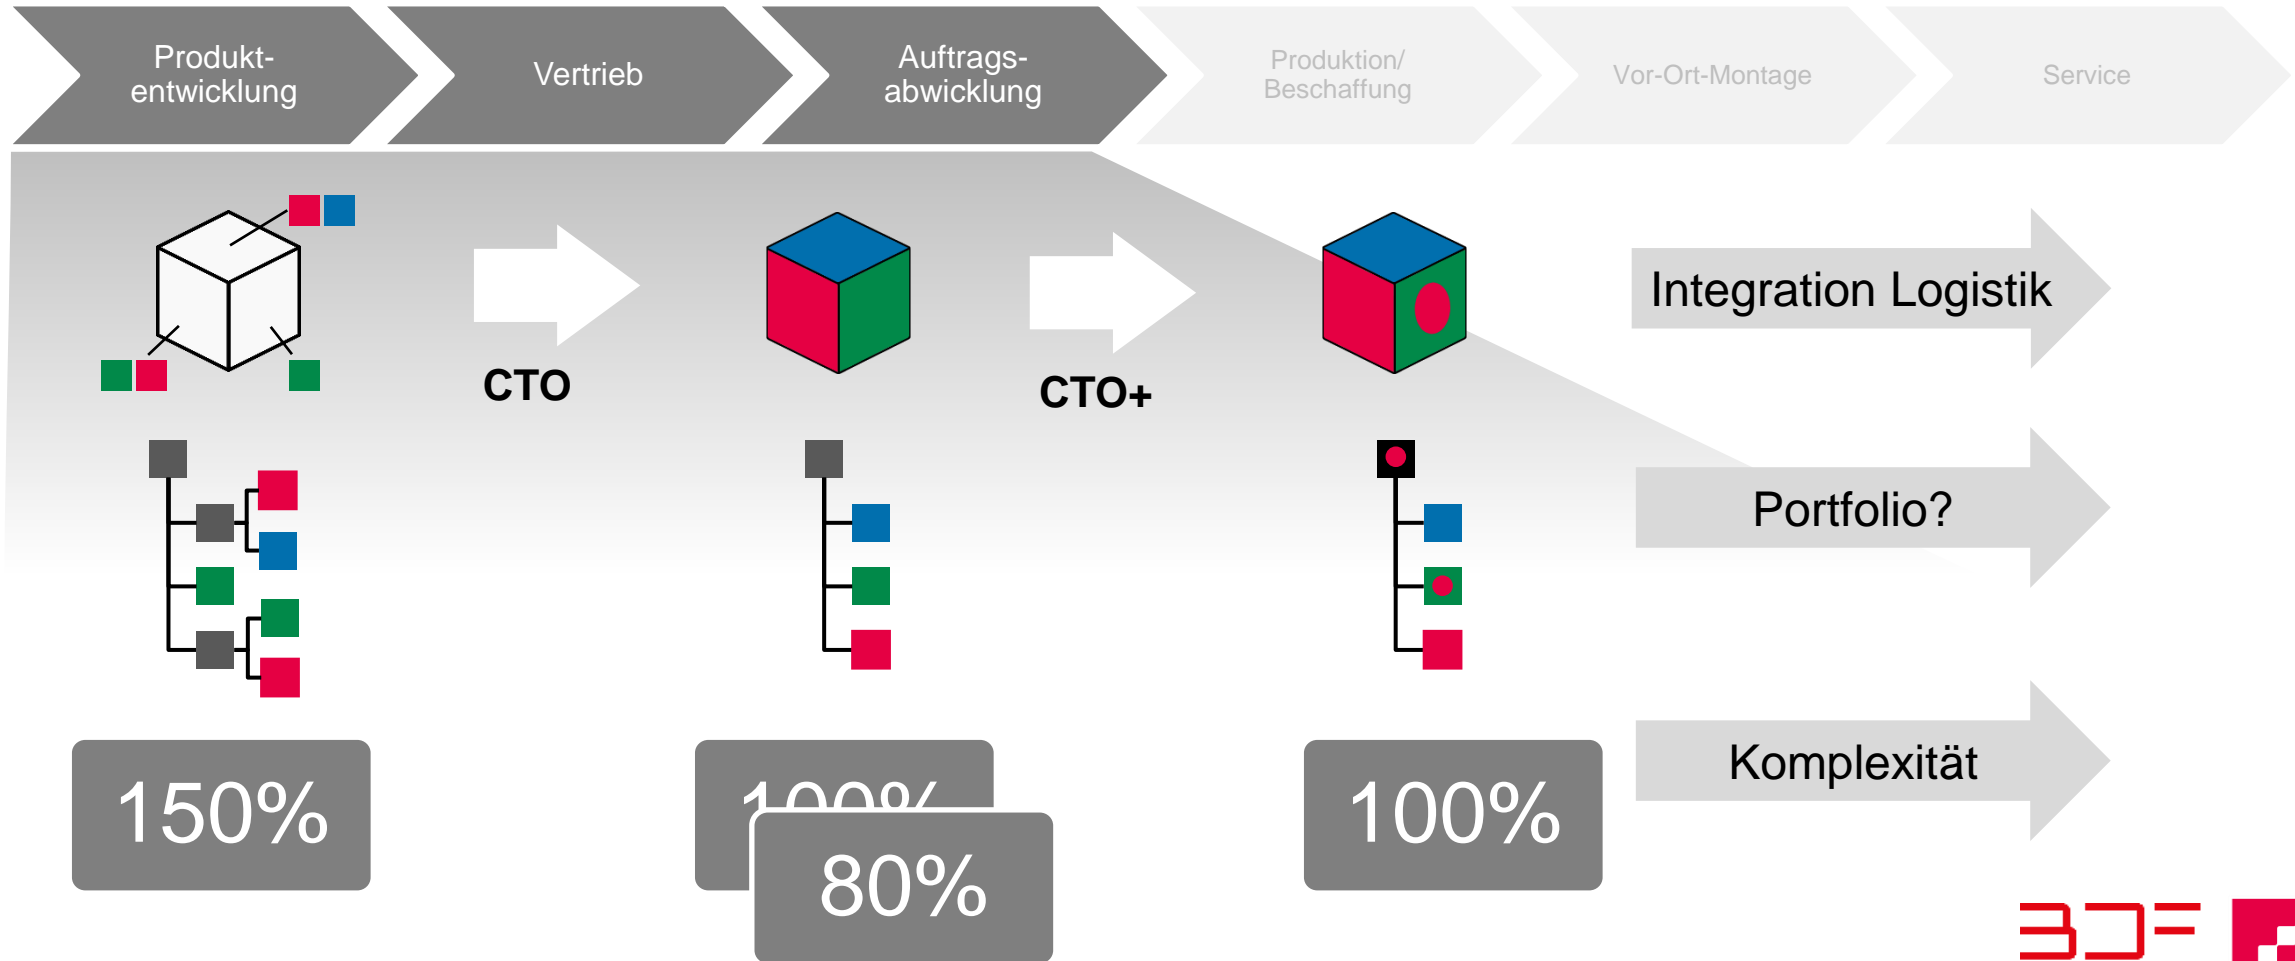 Produkt-
entwicklung
Vertrieb
Auftrags-
abwicklung
Produktion/
Beschaffung
Vor-Ort-Montage
Service
CTO
CTO+
Integration Logistik
Portfolio?
Komplexität
150%
100%
80%
100%